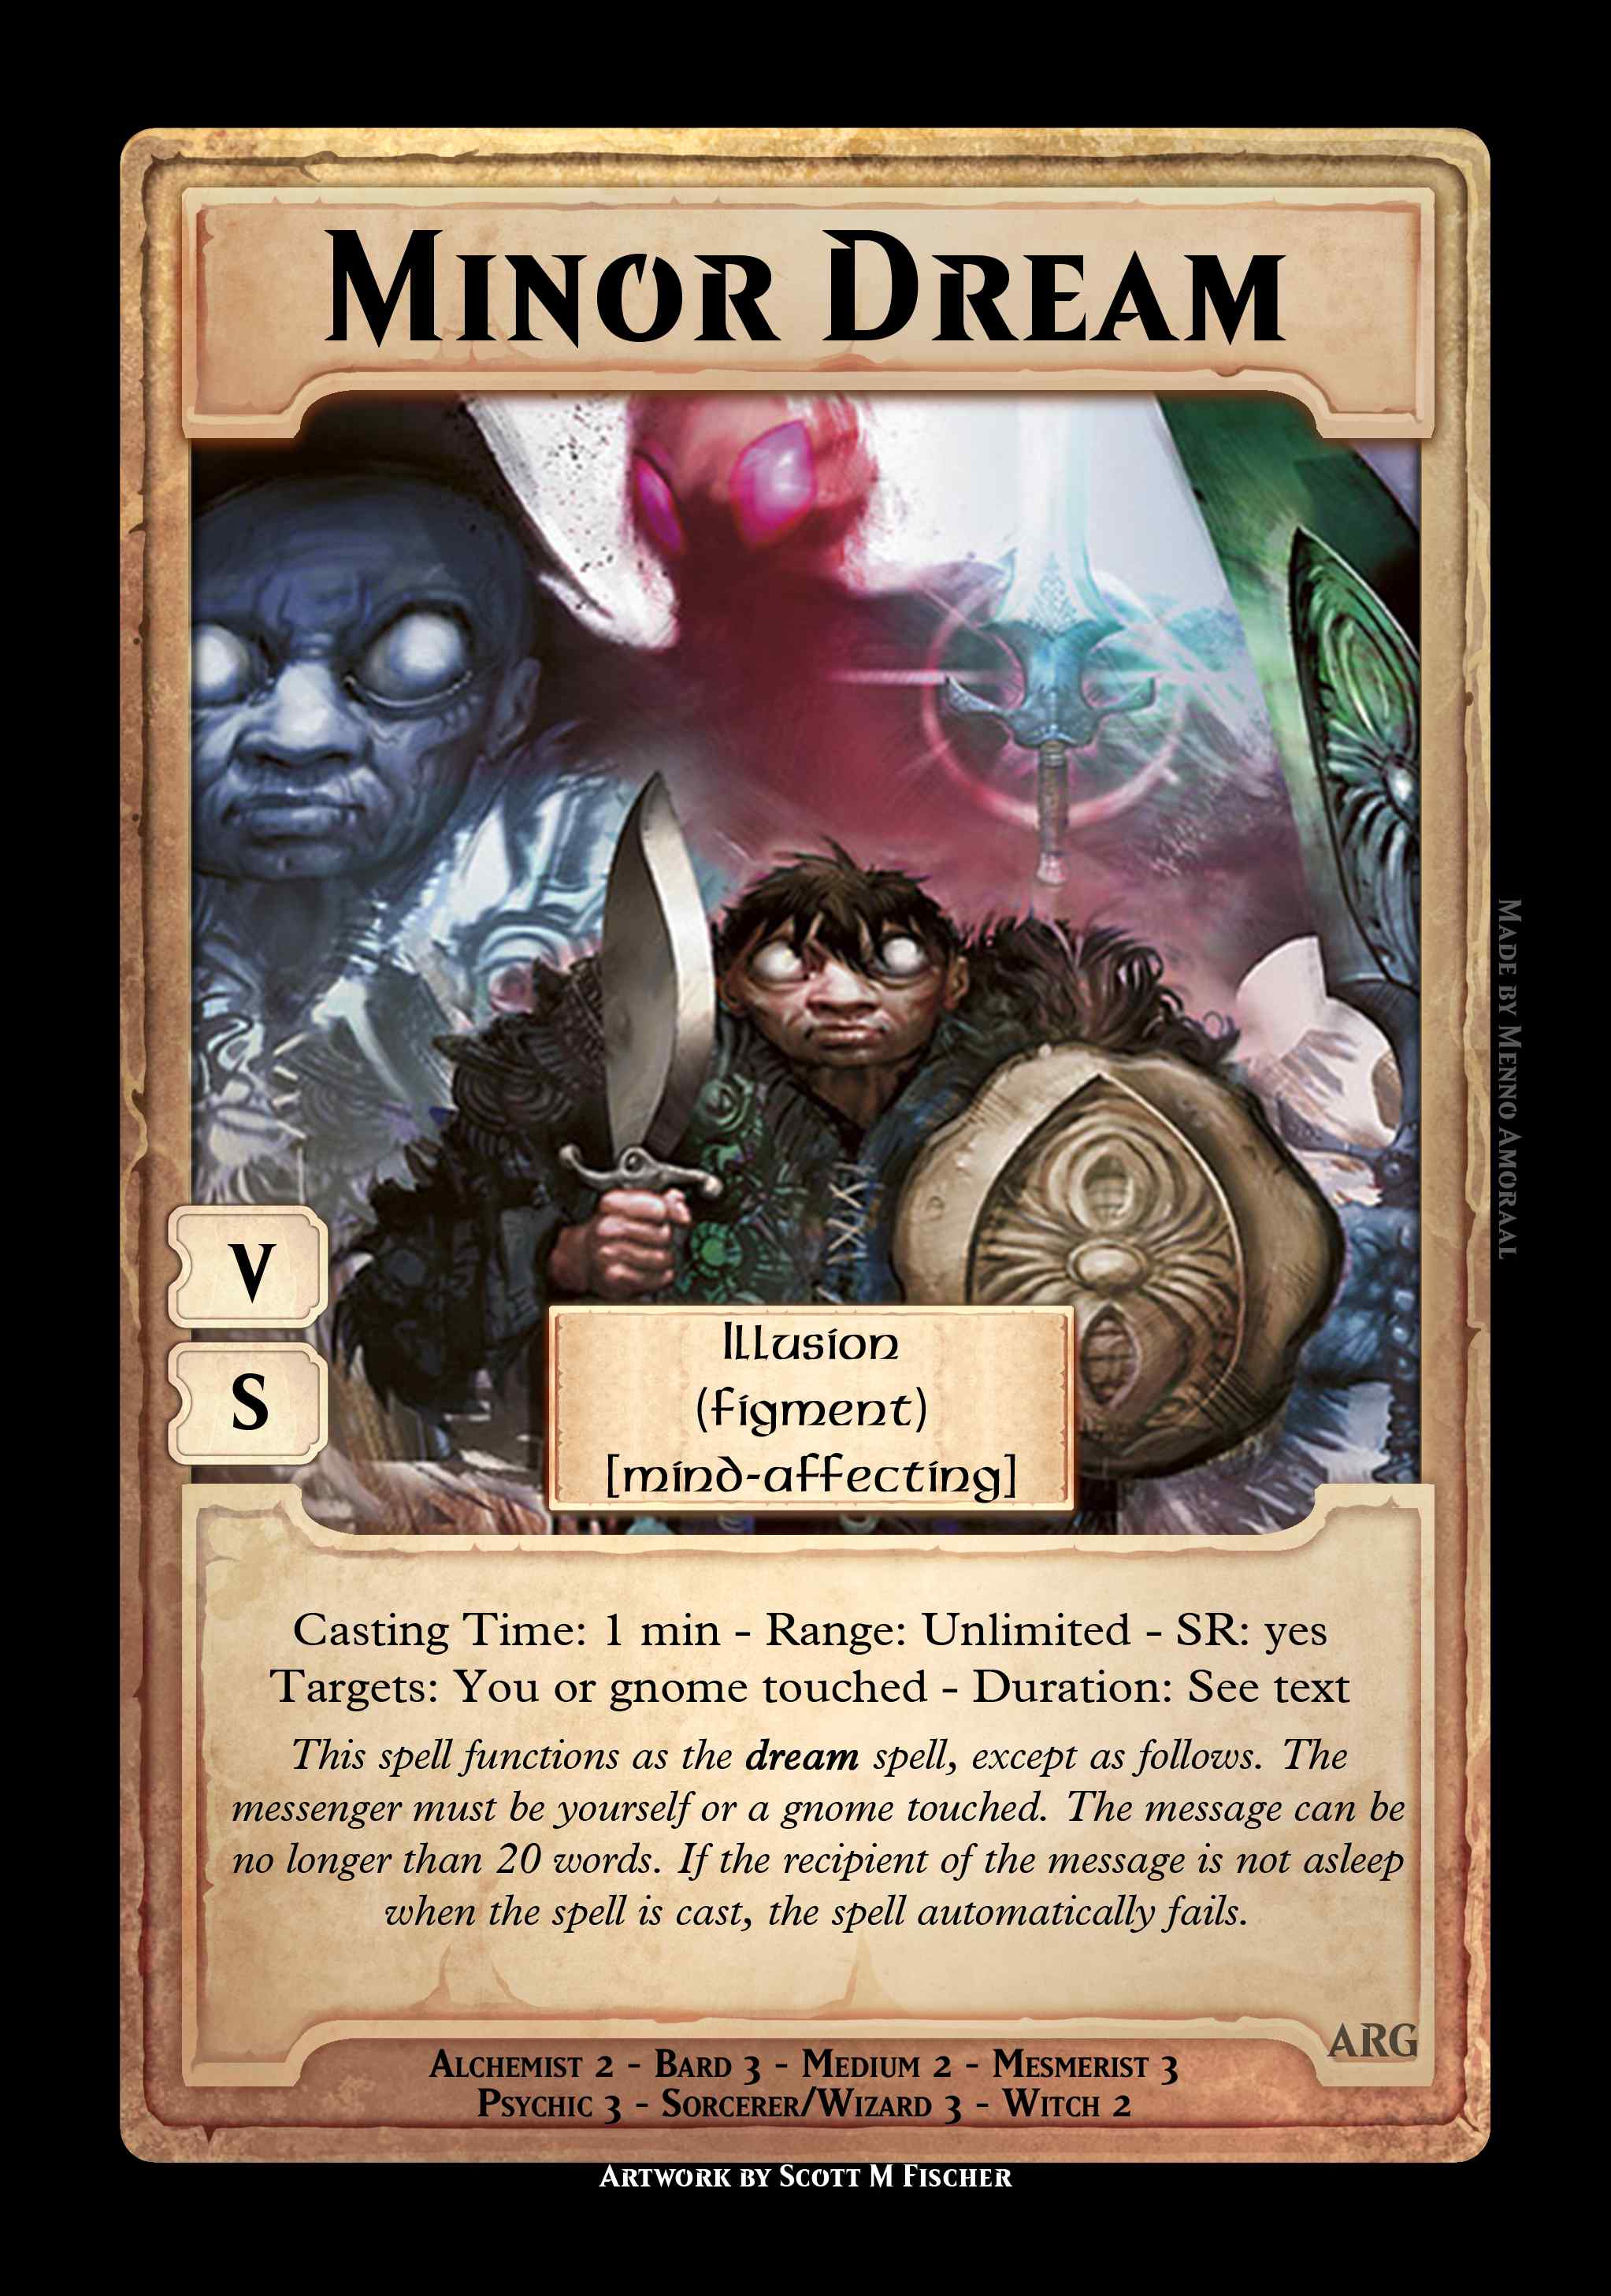 Minor Dream
V
S
Illusion
(figment)
[mind-affecting]
Casting Time: 1 min - Range: Unlimited - SR: yes
Targets: You or gnome touched - Duration: See text
This spell functions as the dream spell, except as follows. The
messenger must be yourself or a gnome touched. The message can be
no longer than 20 words. If the recipient of the message is not asleep
when the spell is cast, the spell automatically fails.
ARG
Alchemist 2 - Bard 3 - Medium 2 - Mesmerist 3
Psychic 3 - Sorcerer/Wizard 3 - Witch 2
Artwork by Scott M Fischer
Made by Menno Amoraal